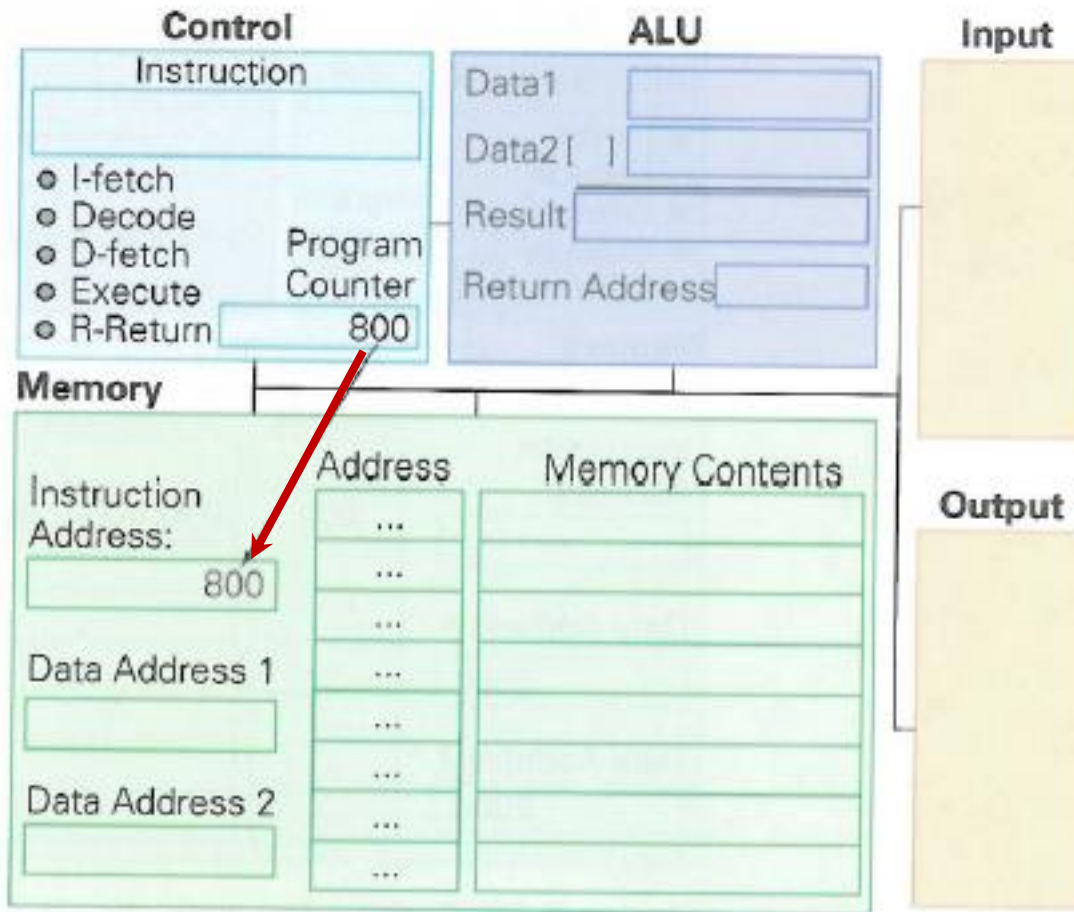 Control
Instruction
I-fetch
Decode
D-fetch
Execute
R-Return
Program
Counter
800
ALU
Data1
Data2 [ ]
Result
Return Address
Input
Memory
Instruction
Address:
800
Data Address 1
Data Address 2
Address
...
...
...
...
...
...
...
...
Memory Contents
Output